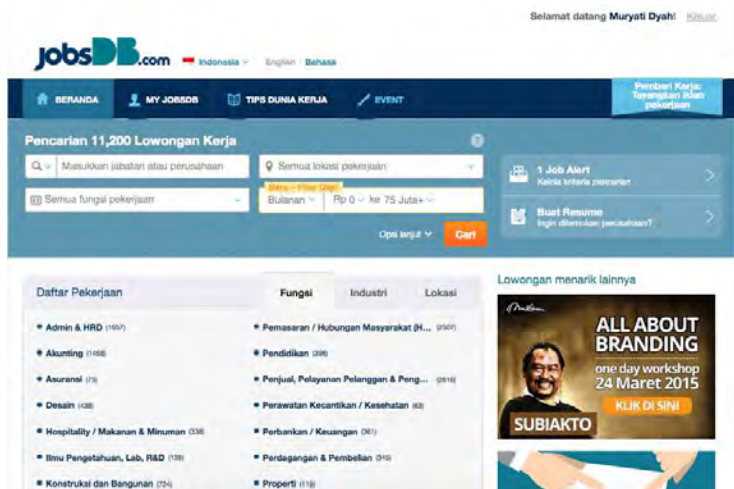 Selamat datang Muryati Dyah! Keluar
jobsDB.com Indonesia English | Bahasa
BERANDA MY JOBSDB TIPS DUNIA KERJA EVENT
Pemberi Kerja:
Tayangkan iklan
pekerjaan
Pencarian 11,200 Lowongan Kerja
Masukkan jabatan atau perusahaan
Semua lokasi pekerjaan
Semua fungsi pekerjaan
Baru - Filter Gaji!
Bulanan Rp 0 ke 75 Juta+
Opsi lanjut Cari
1 Job Alert
Kelola kriteria pencarian
Buat Resume
Ingin ditemukan perusahaan?
Daftar Pekerjaan Fungsi Industri Lokasi
Admin & HRD (1657)
Pemasaran / Hubungan Masyarakat (H... (2507)
Akunting (1468)
Pendidikan
Asuransi (73)
Penjual, Pelayanan Pelanggan & Peng... (2616)
Desain
Perawatan Kecantikan / Kesehatan (63)
Hospitality / Makanan & Minuman (338)
Perbankan / Keuangan (361)
Ilmu Pengetahuan, Lab, R&D
Perdagangan & Pembelian
Konstruksi dan Bangunan (724)
Properti
Lowongan menarik lainnya
ALL ABOUT
BRANDING
one day workshop
24 Maret 2015
KLIK DI SINI
SUBIAKTO